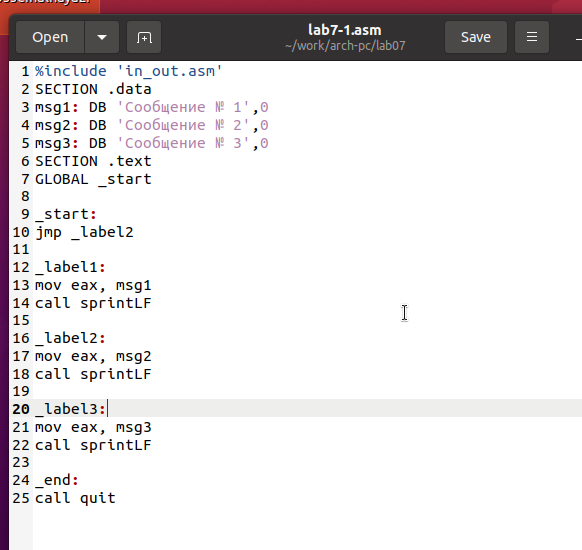 Open
lab7-1.asm
~/work/arch-pc/lab07
Save
1 %include 'in_out.asm'
2 SECTION .data
3 msg1: DB 'Сообщение № 1',0
4 msg2: DB 'Сообщение № 2',0
5 msg3: DB 'Сообщение № 3',0
6 SECTION .text
7 GLOBAL _start
8
9 _start:
10 jmp _label2
11
12 _label1:
13 mov eax, msg1
14 call sprintLF
15
16 _label2:
17 mov eax, msg2
18 call sprintLF
19
20 _label3:
21 mov eax, msg3
22 call sprintLF
23
24 _end:
25 call quit